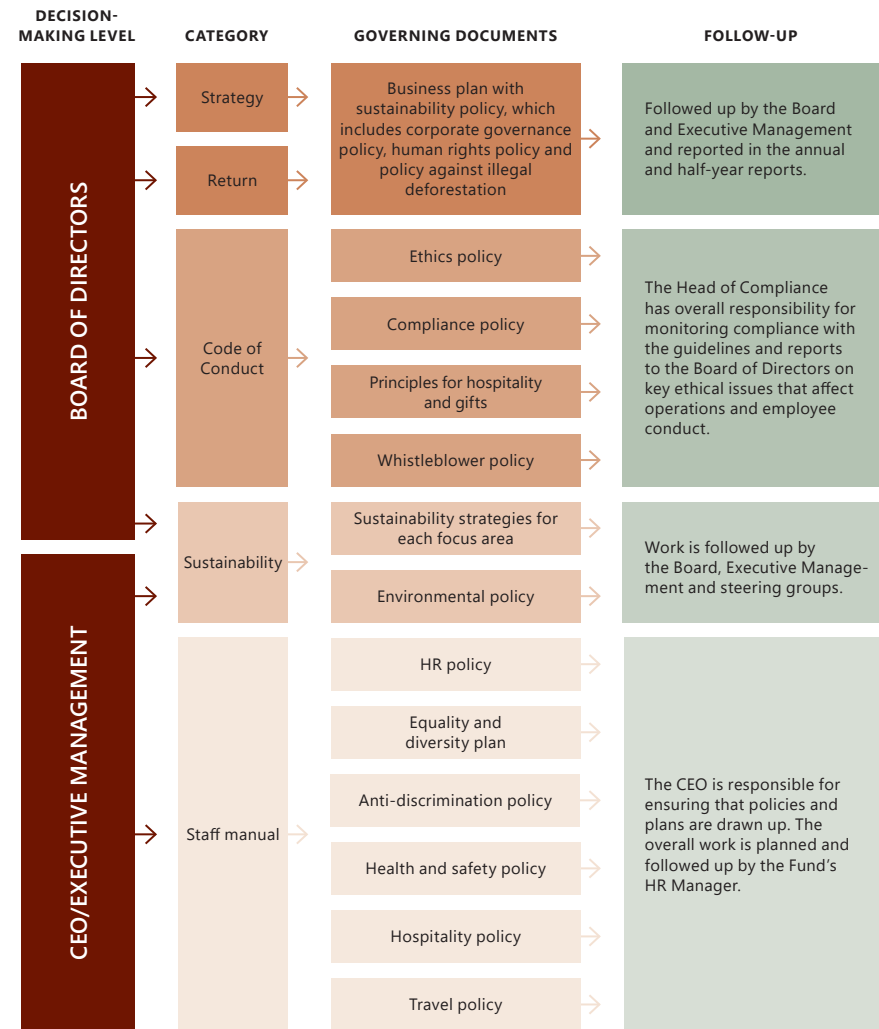 DECISION-
MAKING LEVEL
CATEGORY
GOVERNING DOCUMENTS
FOLLOW-UP
BOARD OF DIRECTORS
Strategy
Return
Business plan with
sustainability policy, which
includes corporate governance
policy, human rights policy and
policy against illegal
deforestation
Followed up by the Board
and Executive Management
and reported in the annual
and half-year reports.
Code of
Conduct
Ethics policy
Compliance policy
Principles for hospitality
and gifts
Whistleblower policy
The Head of Compliance
has overall responsibility for
monitoring compliance with
the guidelines and reports
to the Board of Directors on
key ethical issues that affect
operations and employee
conduct.
Sustainability
Sustainability strategies for
each focus area
Environmental policy
Work is followed up by
the Board, Executive Manage-
ment and steering groups.
CEO/EXECUTIVE MANAGEMENT
Staff manual
HR policy
Equality and
diversity plan
Anti-discrimination policy
Health and safety policy
Hospitality policy
Travel policy
The CEO is responsible for
ensuring that policies and
plans are drawn up. The
overall work is planned and
followed up by the Fund’s
HR Manager.